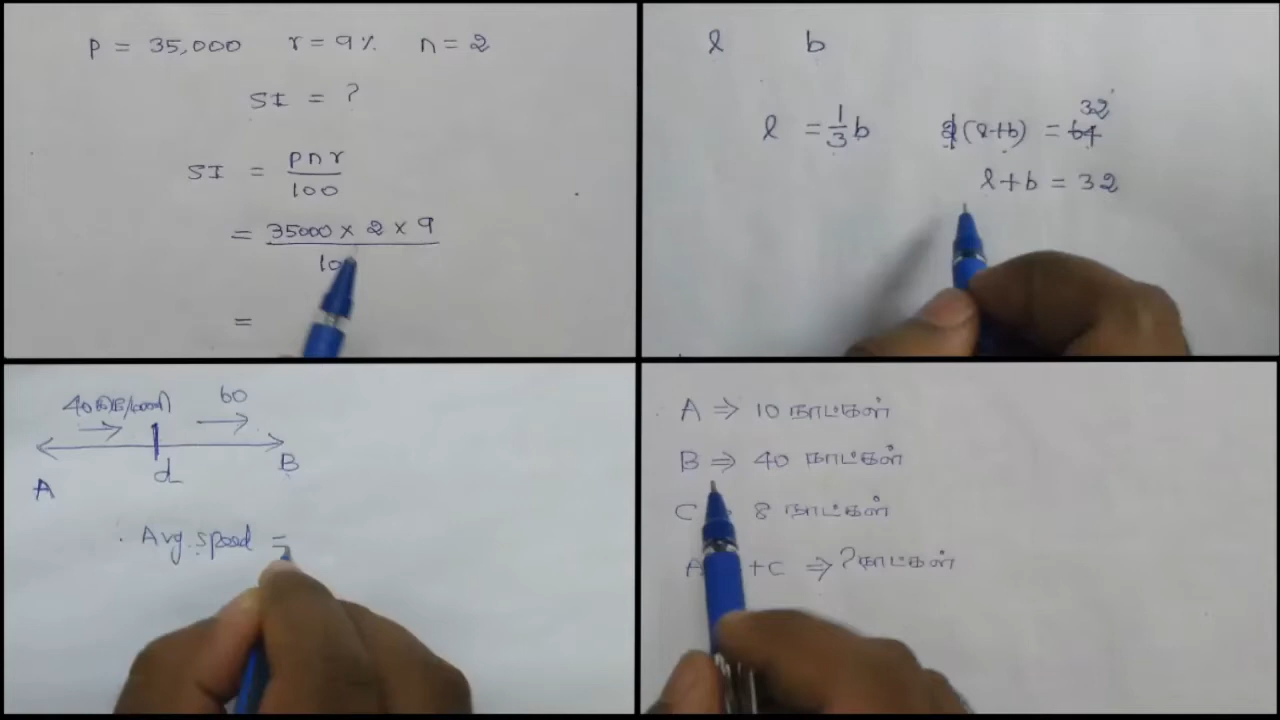 P = 35,000 r = 9% n = 2
SI = ?
SI = pnr
100
= 35000 × 2 × 9
10
=
l b
l = 1/3 b 2(l+b) = 64 32
l+b = 32
40 கி.மீ/மணி 60
A d B
Avg. speed =
A ⇒ 10 நாட்கள்
B ⇒ 40 நாட்கள்
C 8 நாட்கள்
A +C ⇒ ? நாட்கள்